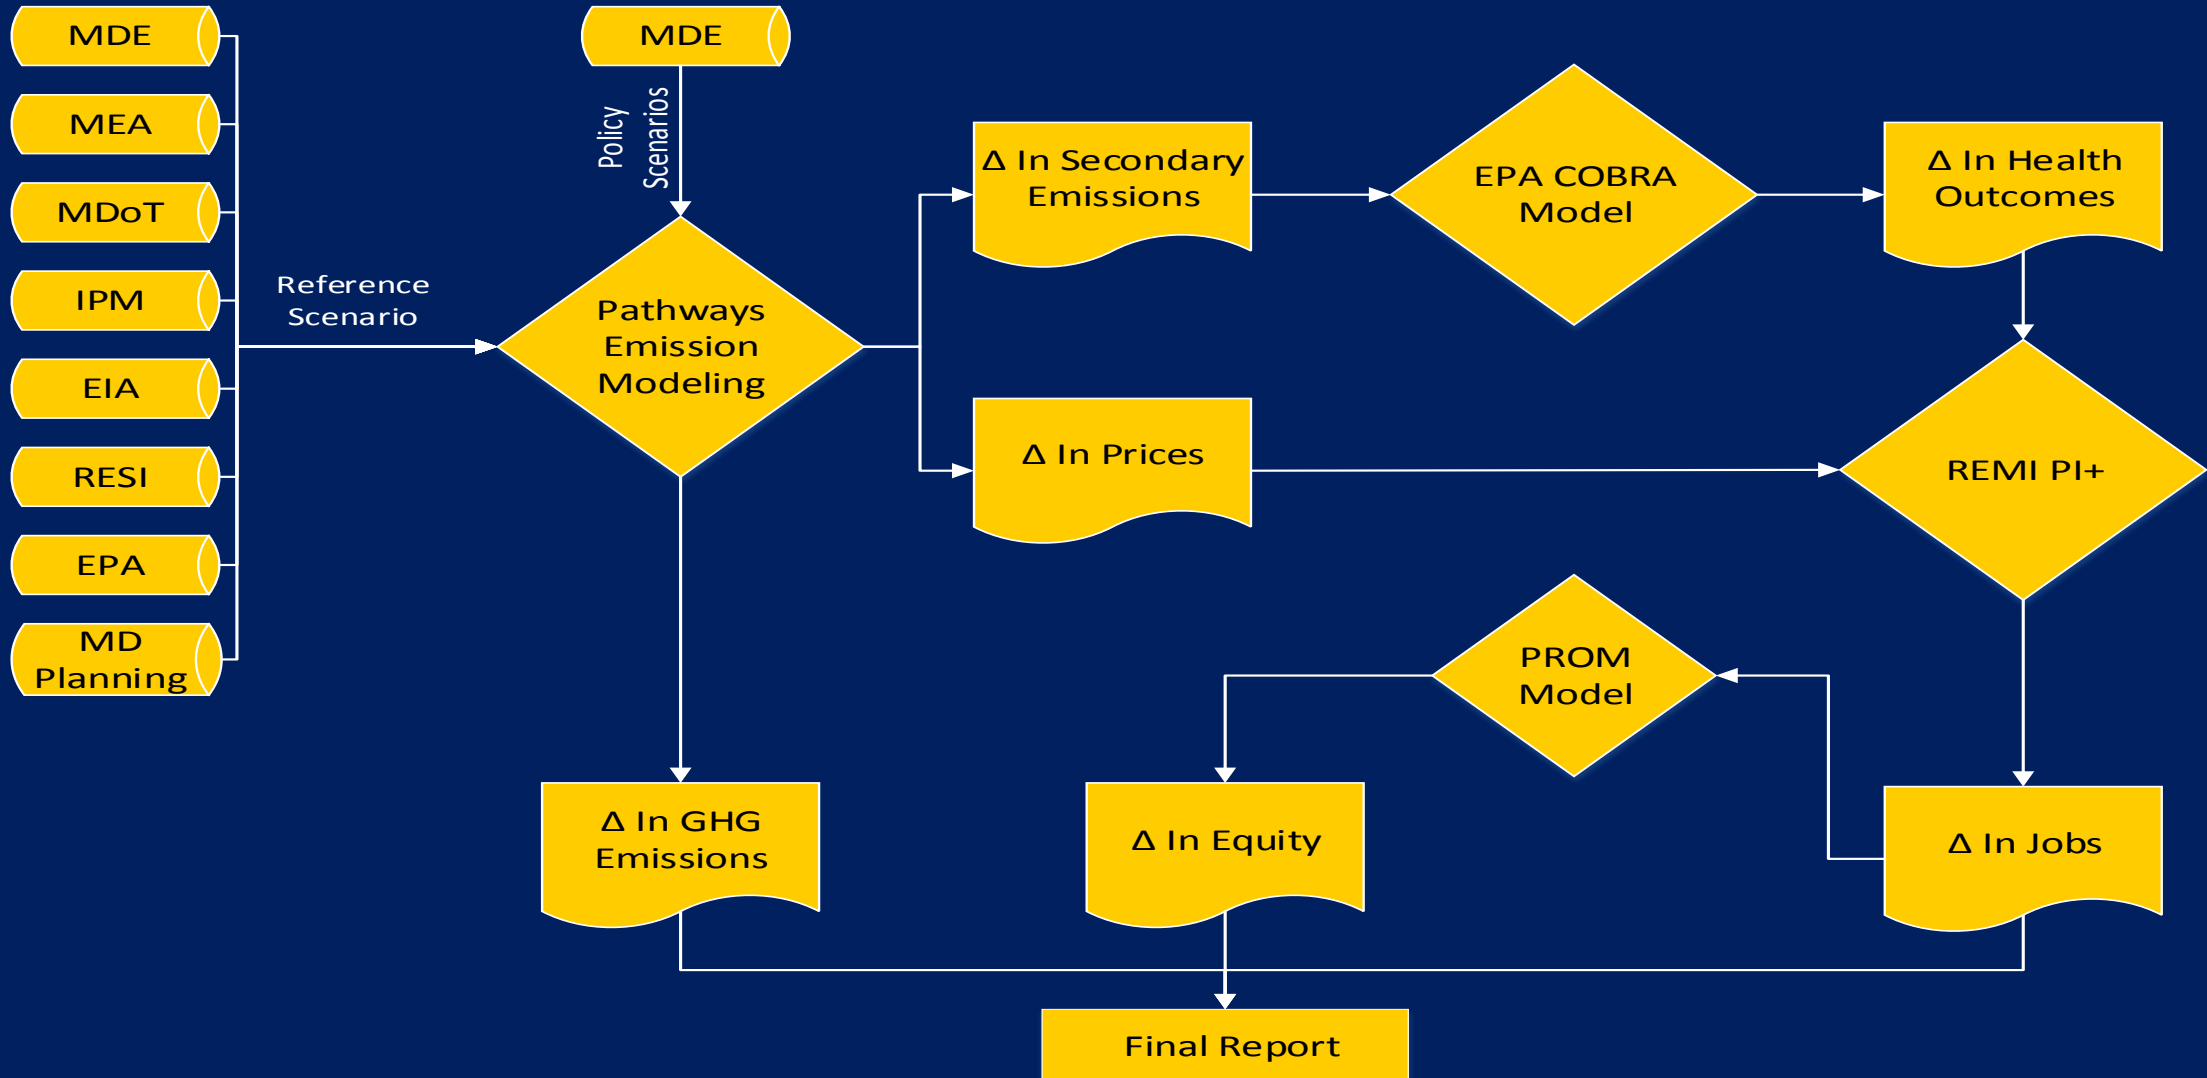 MDE
MEA
MDoT
IPM
EIA
RESI
EPA
MD
Planning
Reference
Scenario
MDE
Policy
Scenarios
Pathways
Emission
Modeling
Δ In Secondary
Emissions
EPA COBRA
Model
Δ In Health
Outcomes
Δ In Prices
REMI PI+
PROM
Model
Δ In GHG
Emissions
Δ In Equity
Δ In Jobs
Final Report